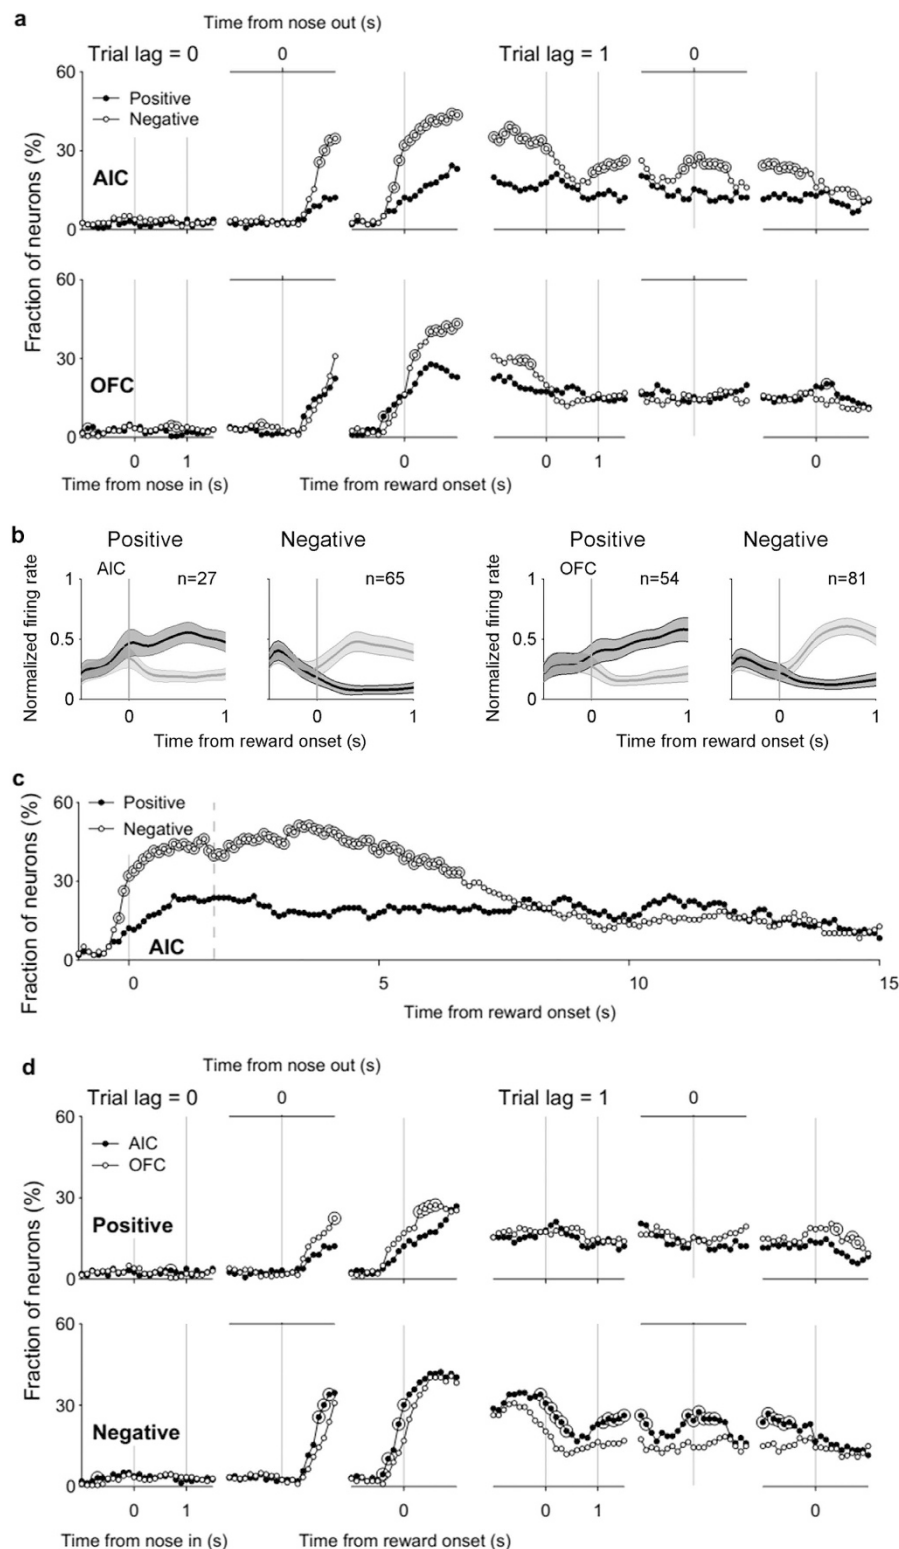 a
Time from nose out (s)
Trial lag = 0 0 Trial lag = 1 0
60
Positive
Negative
30
AIC
0
Fraction of neurons (%)
60
30
OFC
0
0 1 0 0 1 0
Time from nose in (s) Time from reward onset (s)
b
Positive Negative Positive Negative
Normalized firing rate
1 AIC n=27 n=65
0.5
0
0 1 0 1
Time from reward onset (s)
Normalized firing rate
1 OFC n=54 n=81
0.5
0
0 1 0 1
Time from reward onset (s)
c
Fraction of neurons (%)
60
Positive
Negative
30
AIC
0
0 5 10 15
Time from reward onset (s)
d
Time from nose out (s)
Trial lag = 0 0 Trial lag = 1 0
60
AIC
OFC
30
Positive
0
Fraction of neurons (%)
60
30
Negative
0
0 1 0 0 1 0
Time from nose in (s) Time from reward onset (s)